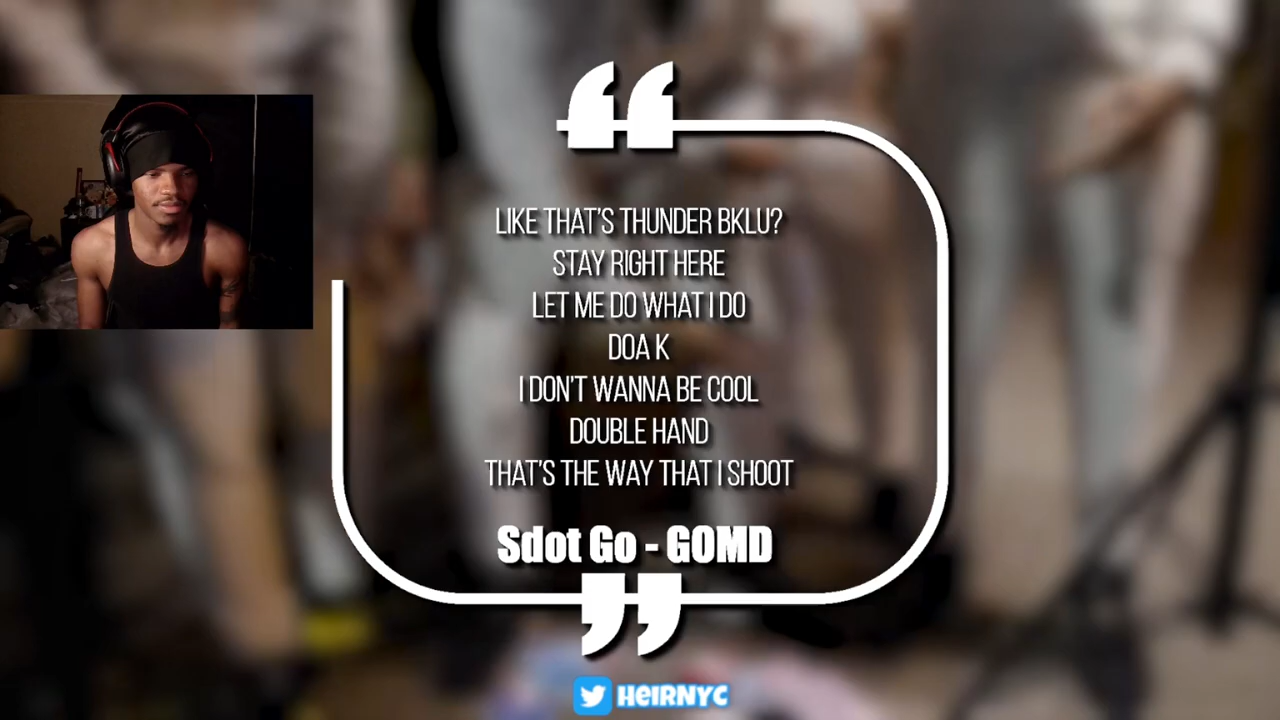 LIKE THAT'S THUNDER BKLU?
STAY RIGHT HERE
LET ME DO WHAT I DO
DOA K
I DON'T WANNA BE COOL
DOUBLE HAND
THAT'S THE WAY THAT I SHOOT
Sdot Go - GOMD
HEIRNYC